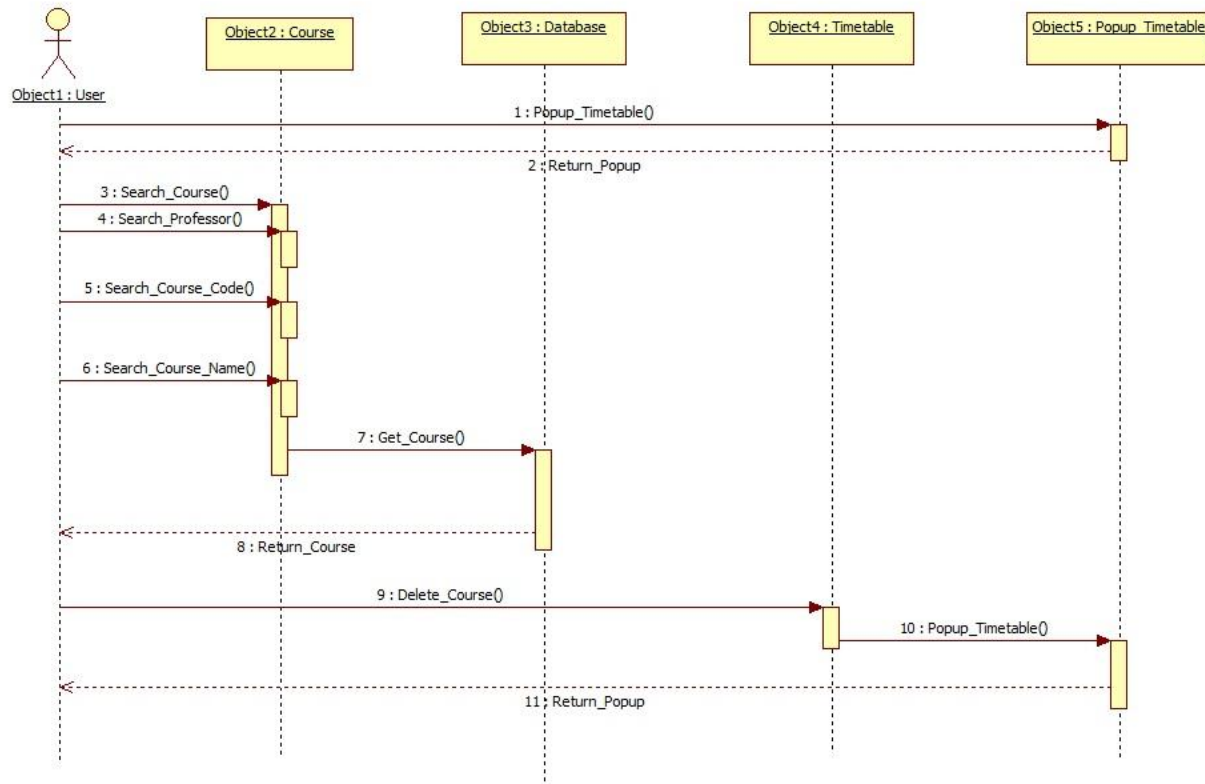 Object2 : Course
Object3 : Database
Object4 : Timetable
Object5 : Popup_Timetable
Object1 : User
1 : Popup_Timetable()
2 : Return_Popup
3 : Search_Course()
4 : Search_Professor()
5 : Search_Course_Code()
6 : Search_Course_Name()
7 : Get_Course()
8 : Return_Course
9 : Delete_Course()
10 : Popup_Timetable()
11 : Return_Popup